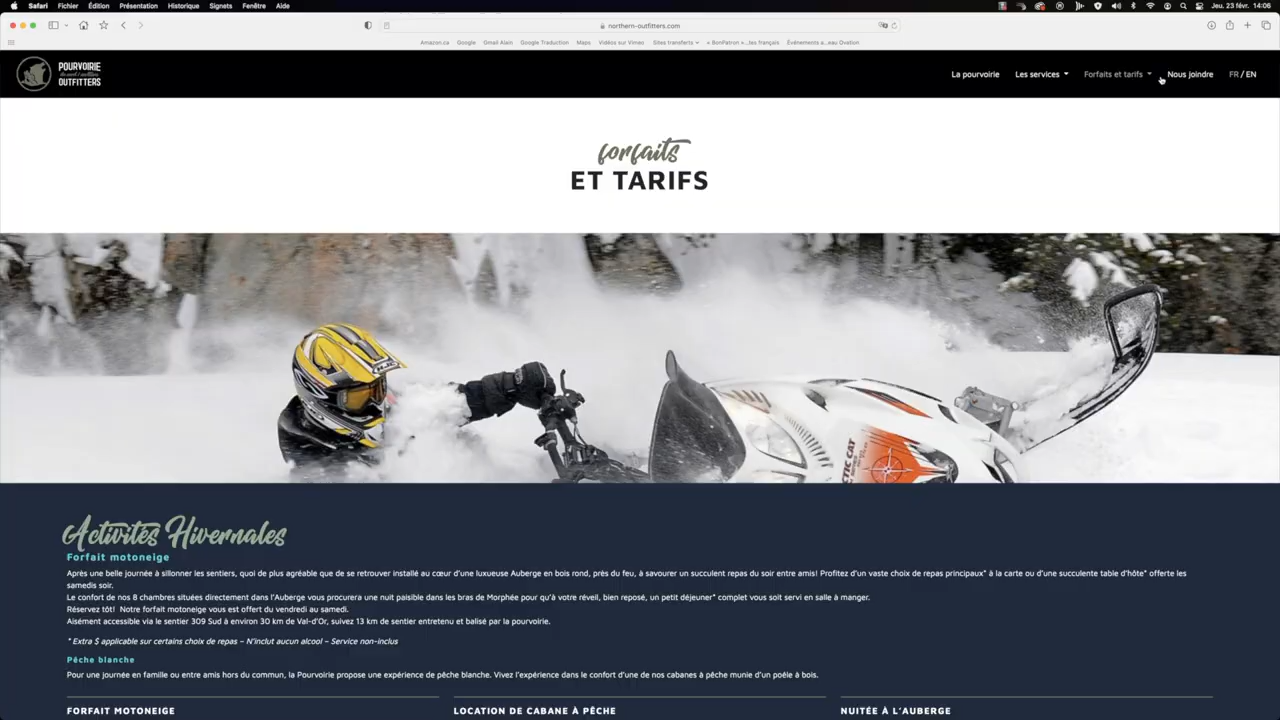 Safari Fichier Édition Présentation Historique Signets Fenêtre Aide
Jeu. 23 févr. 14:06
northern-outfitters.com
Amazon.ca Google Gmail Alain Google Traduction Maps Vidéos sur Vimeo Sites transferts « BonPatron »...les français Événements a...eau Ovation
POURVOIRIE
OUTFITTERS
La pourvoirie Les services Forfaits et tarifs Nous joindre FR / EN
forfaits
ET TARIFS
HJC
TIC CAT
Activités Hivernales
Forfait motoneige
Après une belle journée à sillonner les sentiers, quoi de plus agréable que de se retrouver installé au cœur d'une luxueuse Auberge en bois rond, près du feu, à savourer un succulent repas du soir entre amis! Profitez d'un vaste choix de repas principaux* à la carte ou d'une succulente table d'hôte* offerte les
samedis soir.
Le confort de nos 8 chambres situées directement dans l'Auberge vous procurera une nuit paisible dans les bras de Morphée pour qu'à votre réveil, bien reposé, un petit déjeuner* complet vous soit servi en salle à manger.
Réservez tôt! Notre forfait motoneige vous est offert du vendredi au samedi.
Aisément accessible via le sentier 309 Sud à environ 30 km de Val-d'Or, suivez 13 km de sentier entretenu et balisé par la pourvoirie.
* Extra $ applicable sur certains choix de repas – N'inclut aucun alcool – Service non-inclus
Pêche blanche
Pour une journée en famille ou entre amis hors du commun, la Pourvoirie propose une expérience de pêche blanche. Vivez l'expérience dans le confort d'une de nos cabanes à pêche munie d'un poêle à bois.
FORFAIT MOTONEIGE LOCATION DE CABANE À PÊCHE NUITÉE À L'AUBERGE